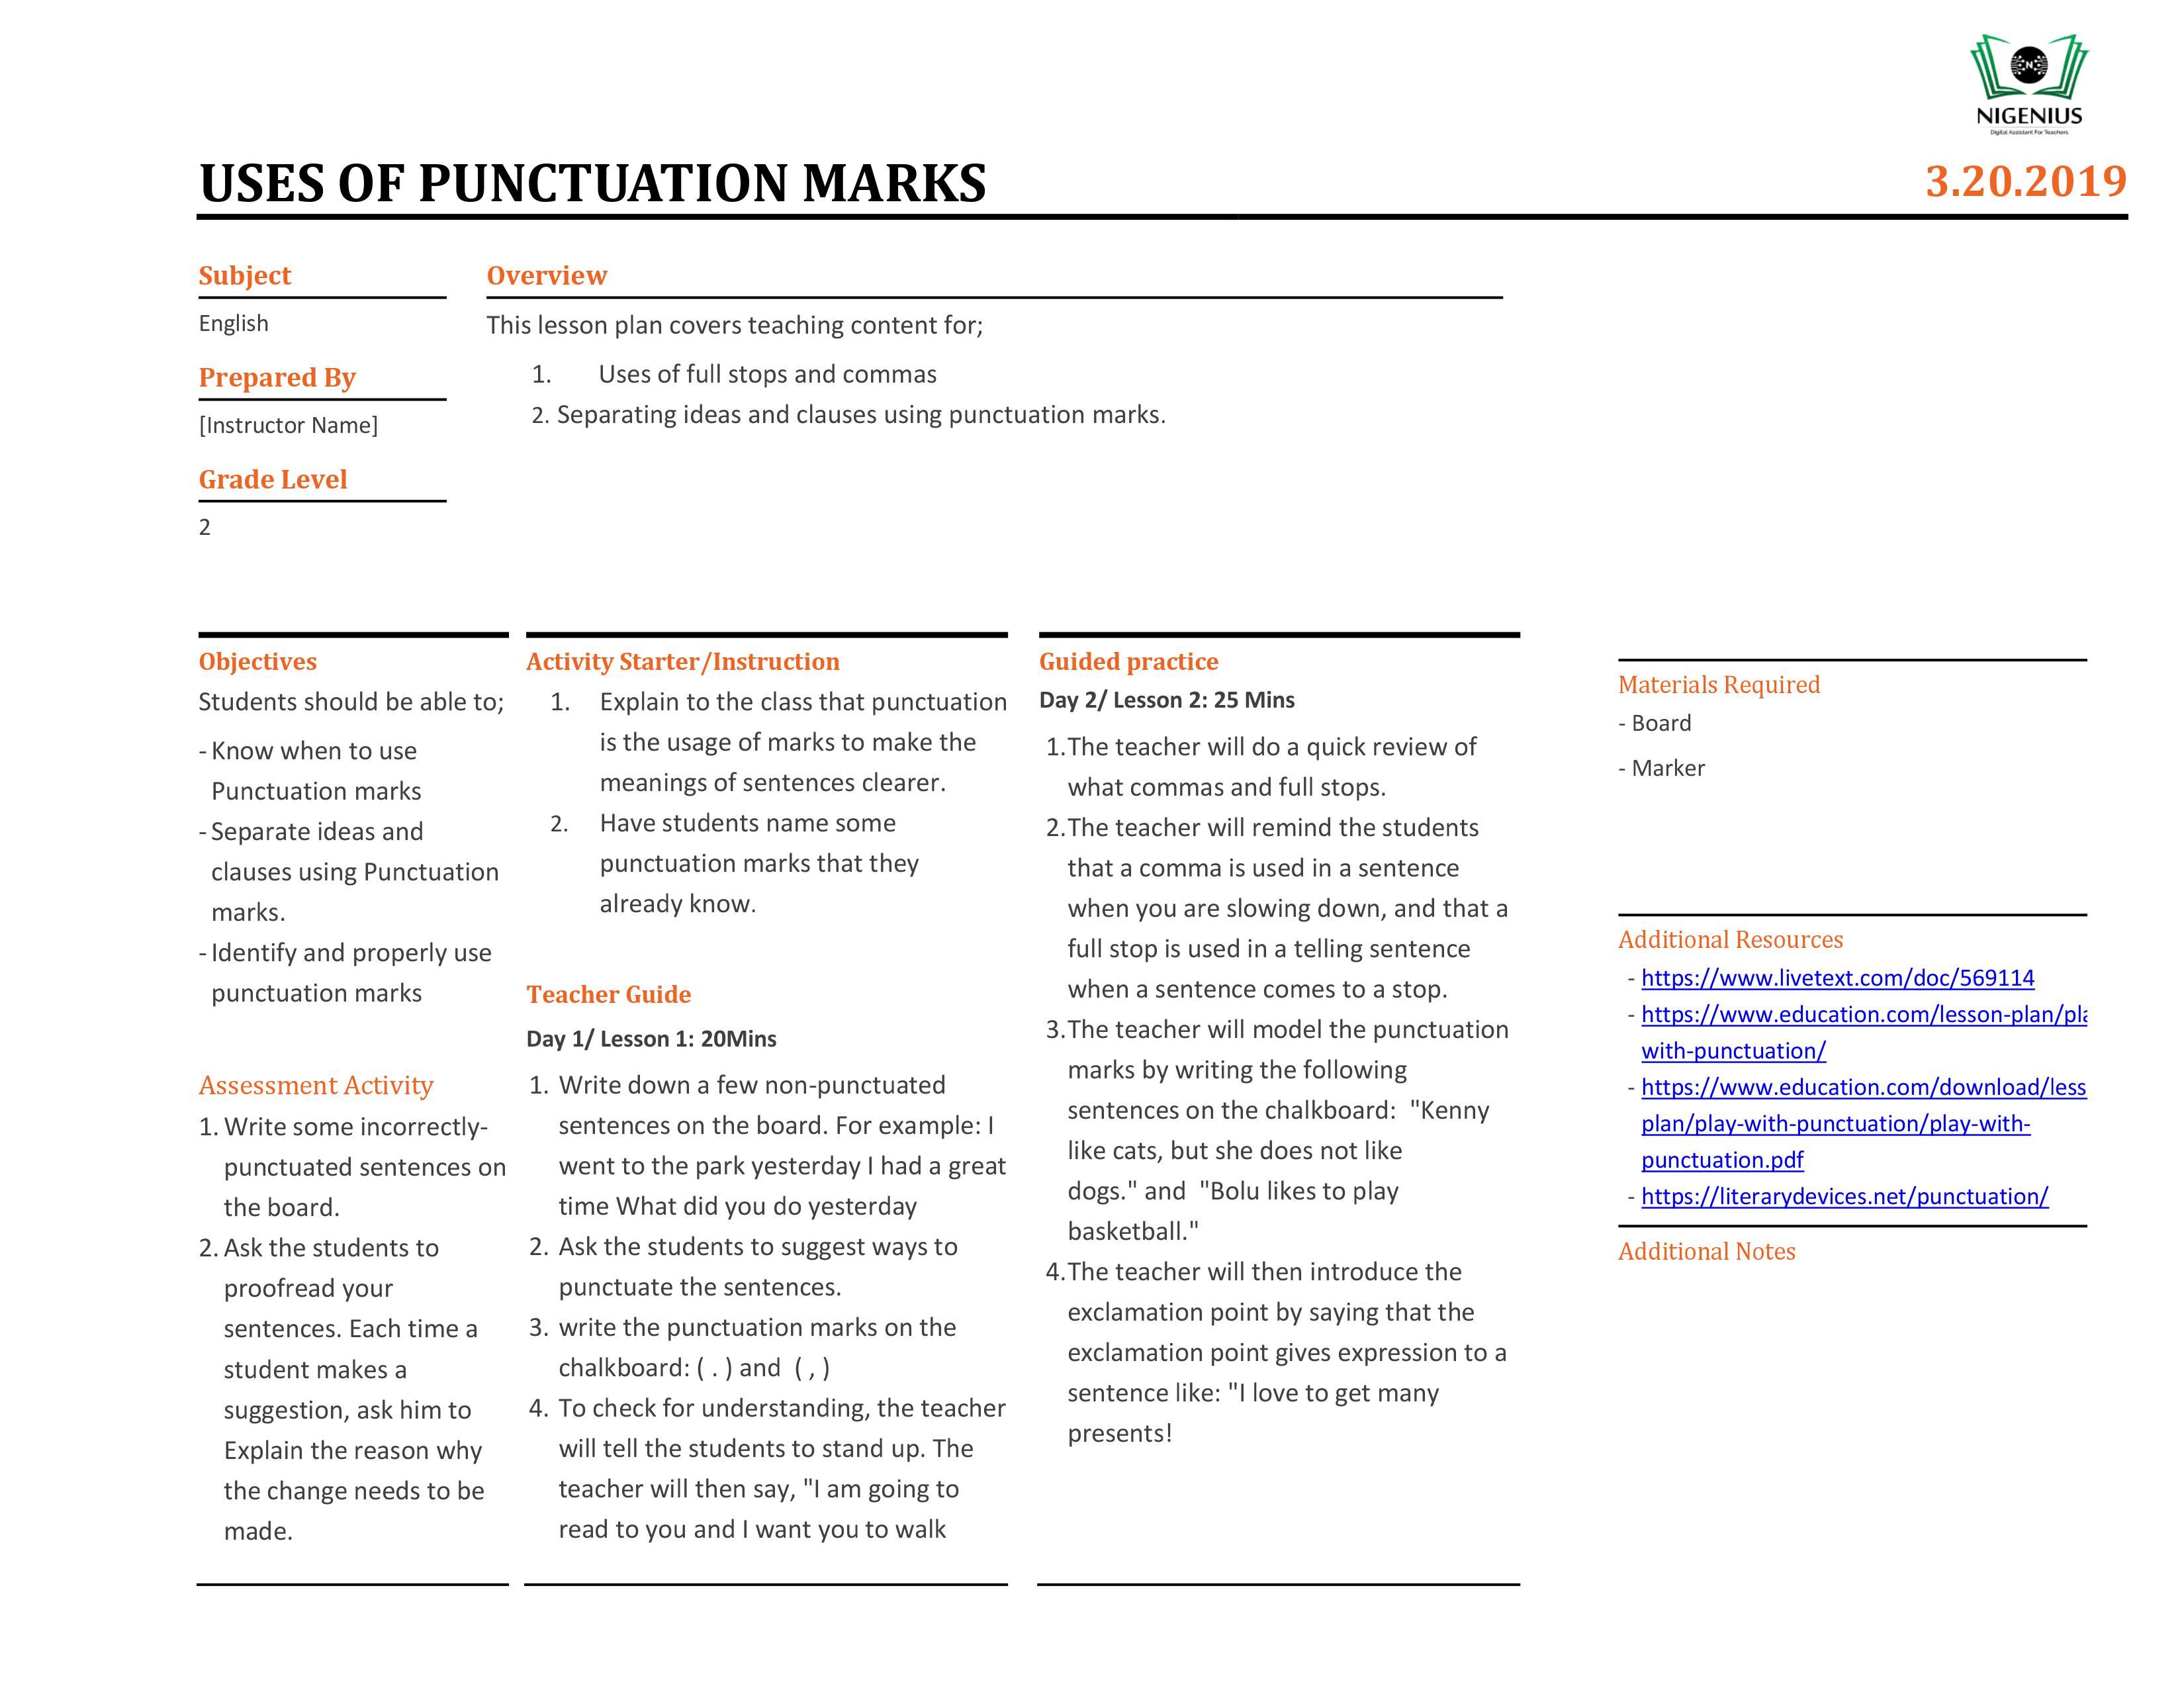 NIGENIUS
Digital Assistant For Teachers
USES OF PUNCTUATION MARKS
3.20.2019
Subject
English
Prepared By
[Instructor Name]
Grade Level
2
Overview
This lesson plan covers teaching content for;
1. Uses of full stops and commas
2. Separating ideas and clauses using punctuation marks.
Objectives
Students should be able to;
- Know when to use
Punctuation marks
- Separate ideas and
clauses using Punctuation
marks.
- Identify and properly use
punctuation marks
Assessment Activity
1. Write some incorrectly-
punctuated sentences on
the board.
2. Ask the students to
proofread your
sentences. Each time a
student makes a
suggestion, ask him to
Explain the reason why
the change needs to be
made.
Activity Starter/Instruction
1. Explain to the class that punctuation
is the usage of marks to make the
meanings of sentences clearer.
2. Have students name some
punctuation marks that they
already know.
Teacher Guide
Day 1/ Lesson 1: 20Mins
1. Write down a few non-punctuated
sentences on the board. For example: I
went to the park yesterday I had a great
time What did you do yesterday
2. Ask the students to suggest ways to
punctuate the sentences.
3. write the punctuation marks on the
chalkboard: ( . ) and ( , )
4. To check for understanding, the teacher
will tell the students to stand up. The
teacher will then say, "I am going to
read to you and I want you to walk
Guided practice
Day 2/ Lesson 2: 25 Mins
1.The teacher will do a quick review of
what commas and full stops.
2.The teacher will remind the students
that a comma is used in a sentence
when you are slowing down, and that a
full stop is used in a telling sentence
when a sentence comes to a stop.
3.The teacher will model the punctuation
marks by writing the following
sentences on the chalkboard: "Kenny
like cats, but she does not like
dogs." and "Bolu likes to play
basketball."
4.The teacher will then introduce the
exclamation point by saying that the
exclamation point gives expression to a
sentence like: "I love to get many
presents!
Materials Required
- Board
- Marker
Additional Resources
- https://www.livetext.com/doc/569114
- https://www.education.com/lesson-plan/pla
with-punctuation/
- https://www.education.com/download/less
plan/play-with-punctuation/play-with-
punctuation.pdf
- https://literarydevices.net/punctuation/
Additional Notes